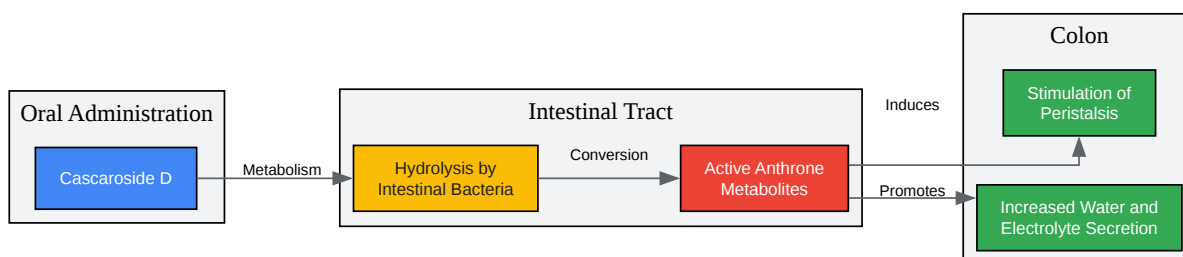 Oral Administration
Cascaroside D
Metabolism
Intestinal Tract
Hydrolysis by
Intestinal Bacteria
Conversion
Active Anthrone
Metabolites
Induces
Promotes
Colon
Stimulation of
Peristalsis
Increased Water and
Electrolyte Secretion